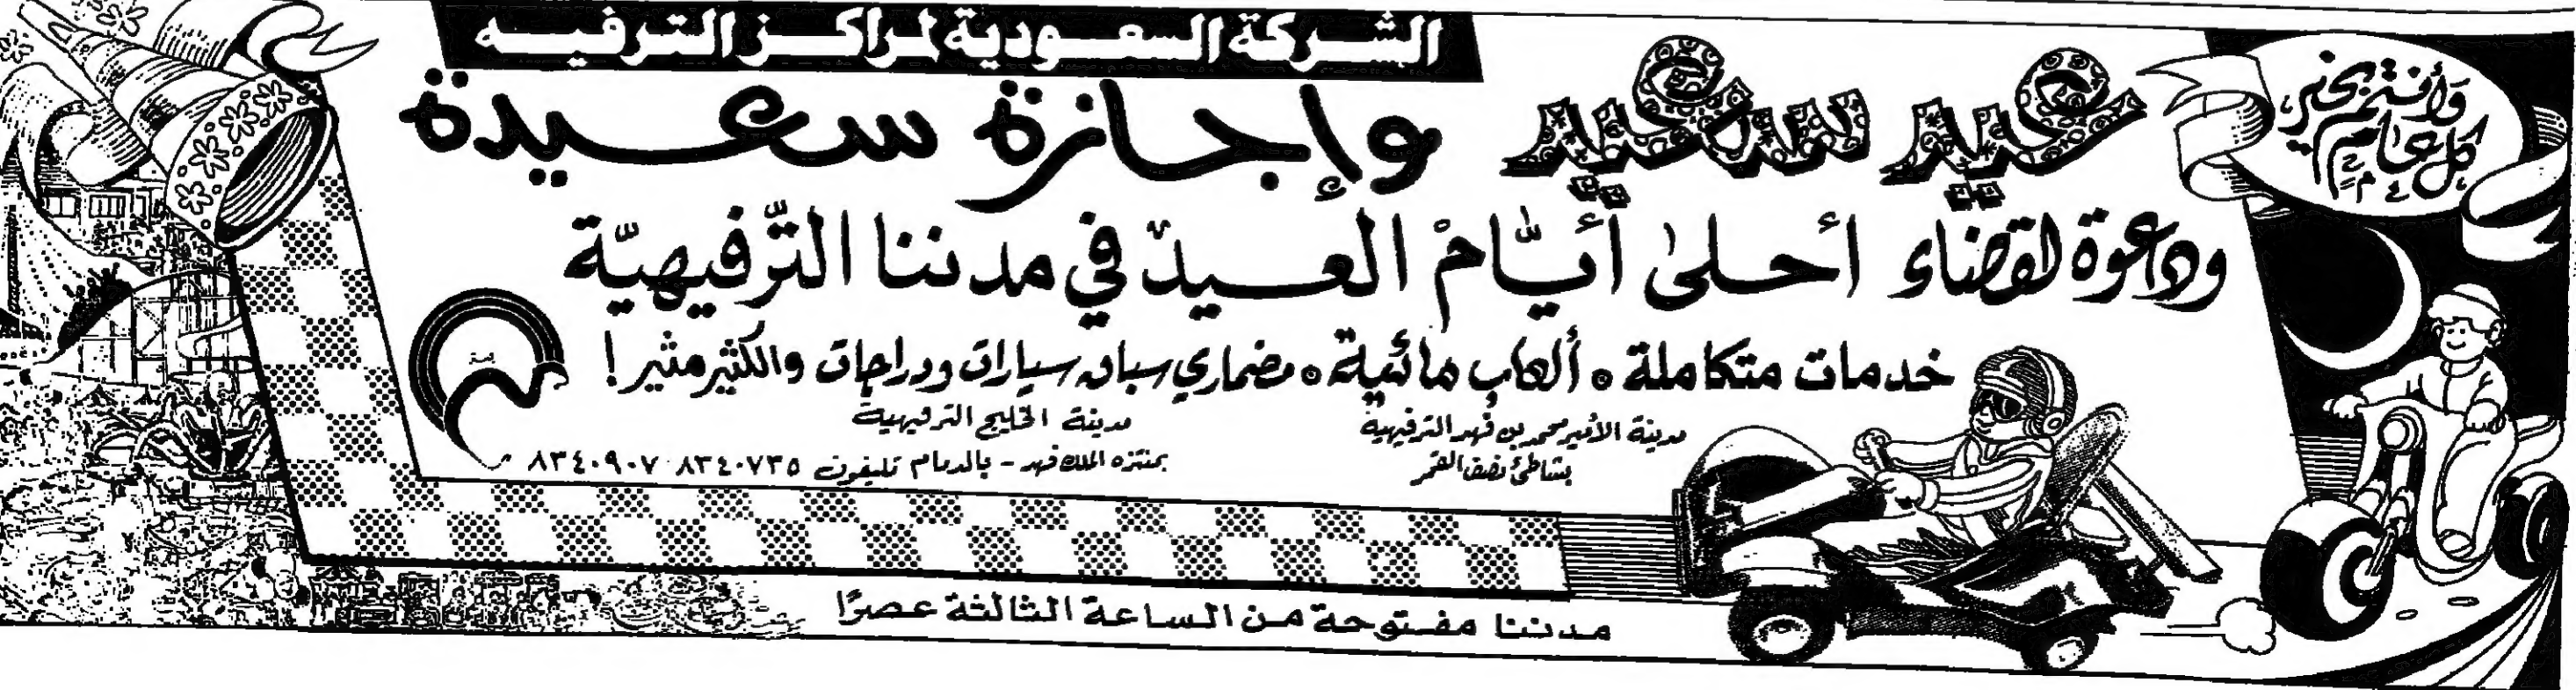 الشركة السعودية لمراكز الترفيه
كل عام
وأنتم بخير
عيد سعيد وإجازة سعيدة
ودعوة لقضاء أحلى أيّام العيد في مدننا الترّفيهيّة
خدمات متكاملة • ألعاب مائية • مضماري سباق سيارات ودراجات والكثير مثير!
مدينة الأمير محمد بن فهد الترفيهية
بشاطئ نصف القمر
مدينة الخليج الترفيهية
بمنتزه الملك فهد - بالدمام تليفون ٨٣٤٠٧٣٥ ٨٣٤٠٩٠٧
مدننا مفتوحة من الساعة الثالثة عصرًا